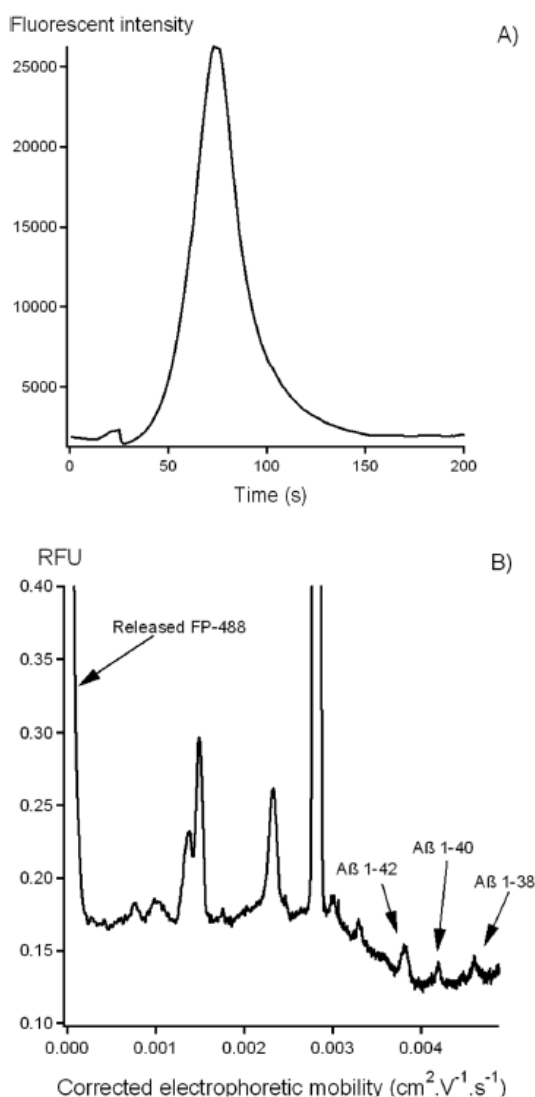 Fluorescent intensity
A)
25000
20000
15000
10000
5000
0 50 100 150 200
Time (s)
RFU
B)
0.40
Released FP-488
0.35
0.30
0.25
Aß 1-40
Aß 1-42
Aß 1-38
0.20
0.15
0.10
0.000 0.001 0.002 0.003 0.004
Corrected electrophoretic mobility (cm².V⁻¹.s⁻¹)